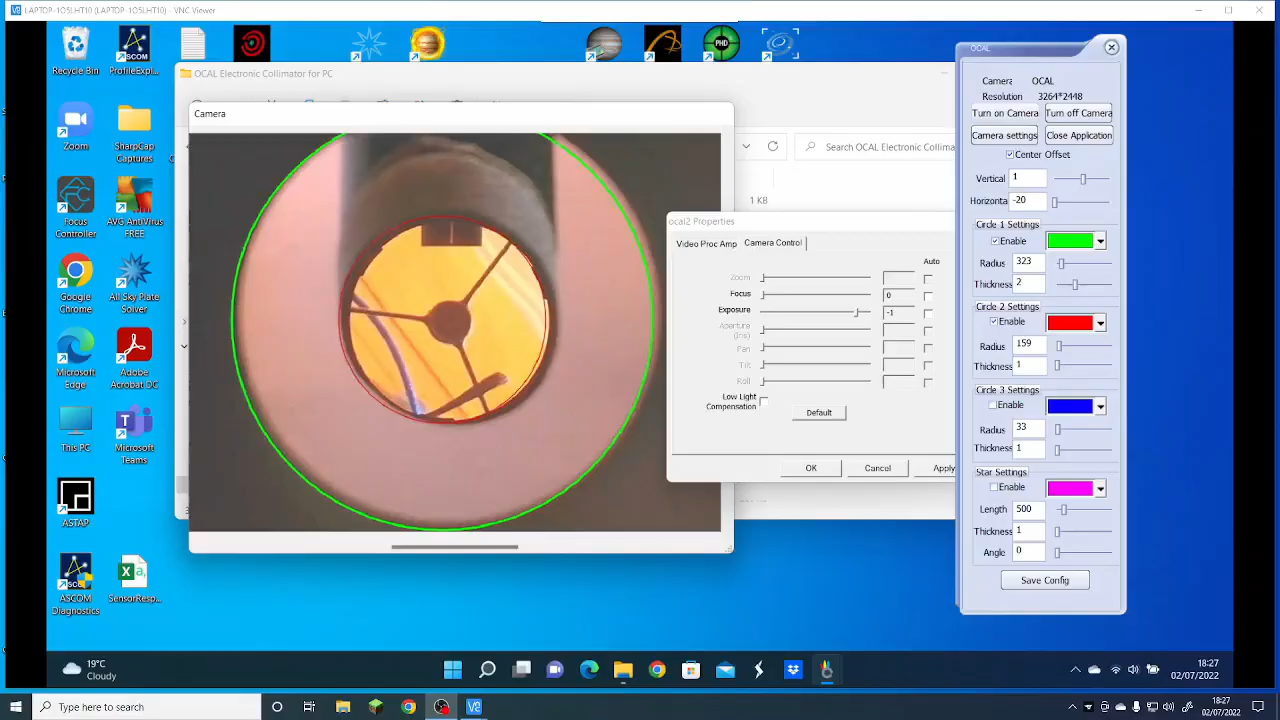 LAPTOP-1O5LHT10 (LAPTOP-1O5LHT10) - VNC Viewer
Recycle Bin
ProfileExpl...
PHD
OCAL Electronic Collimator for PC
Search OCAL Electronic Collima
1 KB
Zoom
SharpCap
Captures
Focus
Controller
AVG AntiVirus
FREE
Google
Chrome
All Sky Plate
Solver
Microsoft
Edge
Adobe
Acrobat DC
This PC
Microsoft
Teams
ASTAP
ASCOM
Diagnostics
SensorResp...
Camera
ocal2 Properties
Video Proc Amp
Camera Control
Auto
Zoom
Focus
0
Exposure
-1
Aperture
(Iris)
Pan
Tilt
Roll
Low Light
Compensation
Default
OK
Cancel
Apply
OCAL
Camera OCAL
Resolution 3264*2448
Turn on Camera
Turn off Camera
Camera settings
Close Application
Center Offset
Vertical 1
Horizonta -20
Circle 1 Settings
Enable
Radius 323
Thickness 2
Circle 2 Settings
Enable
Radius 159
Thickness 1
Circle 3 Settings
Enable
Radius 33
Thickness 1
Star Settings
Enable
Length 500
Thickness 1
Angle 0
Save Config
19°C
Cloudy
18:27
02/07/2022
Type here to search
18:27
02/07/2022